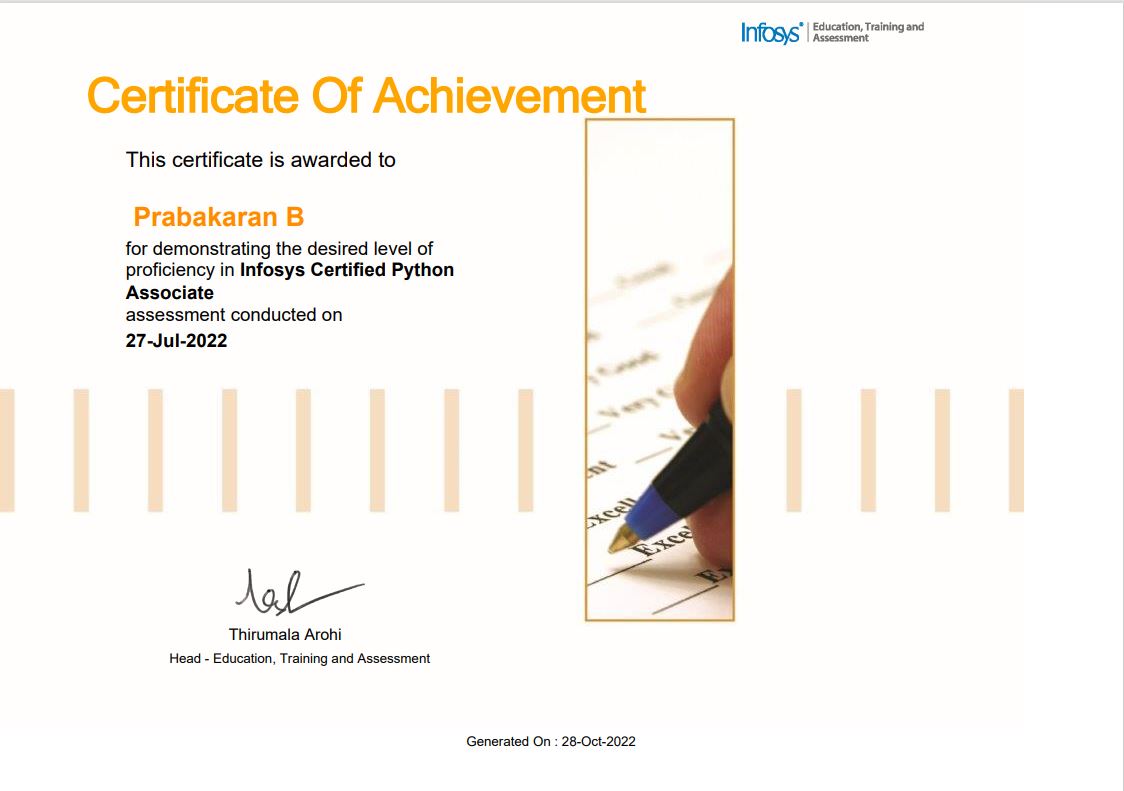 Infosys® | Education, Training and
Assessment
Certificate Of Achievement
This certificate is awarded to
Prabakaran B
for demonstrating the desired level of
proficiency in Infosys Certified Python
Associate
assessment conducted on
27-Jul-2022
Very
Thirumala Arohi
Head - Education, Training and Assessment
Generated On : 28-Oct-2022